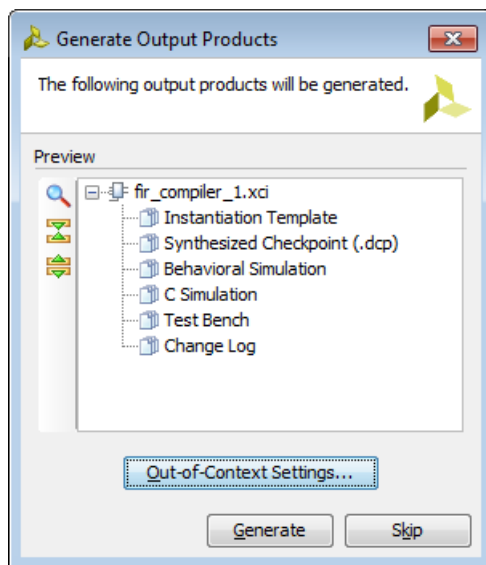 Generate Output Products
The following output products will be generated.
Preview
fir_compiler_1.xci
Instantiation Template
Synthesized Checkpoint (.dcp)
Behavioral Simulation
C Simulation
Test Bench
Change Log
Out-of-Context Settings...
Generate Skip